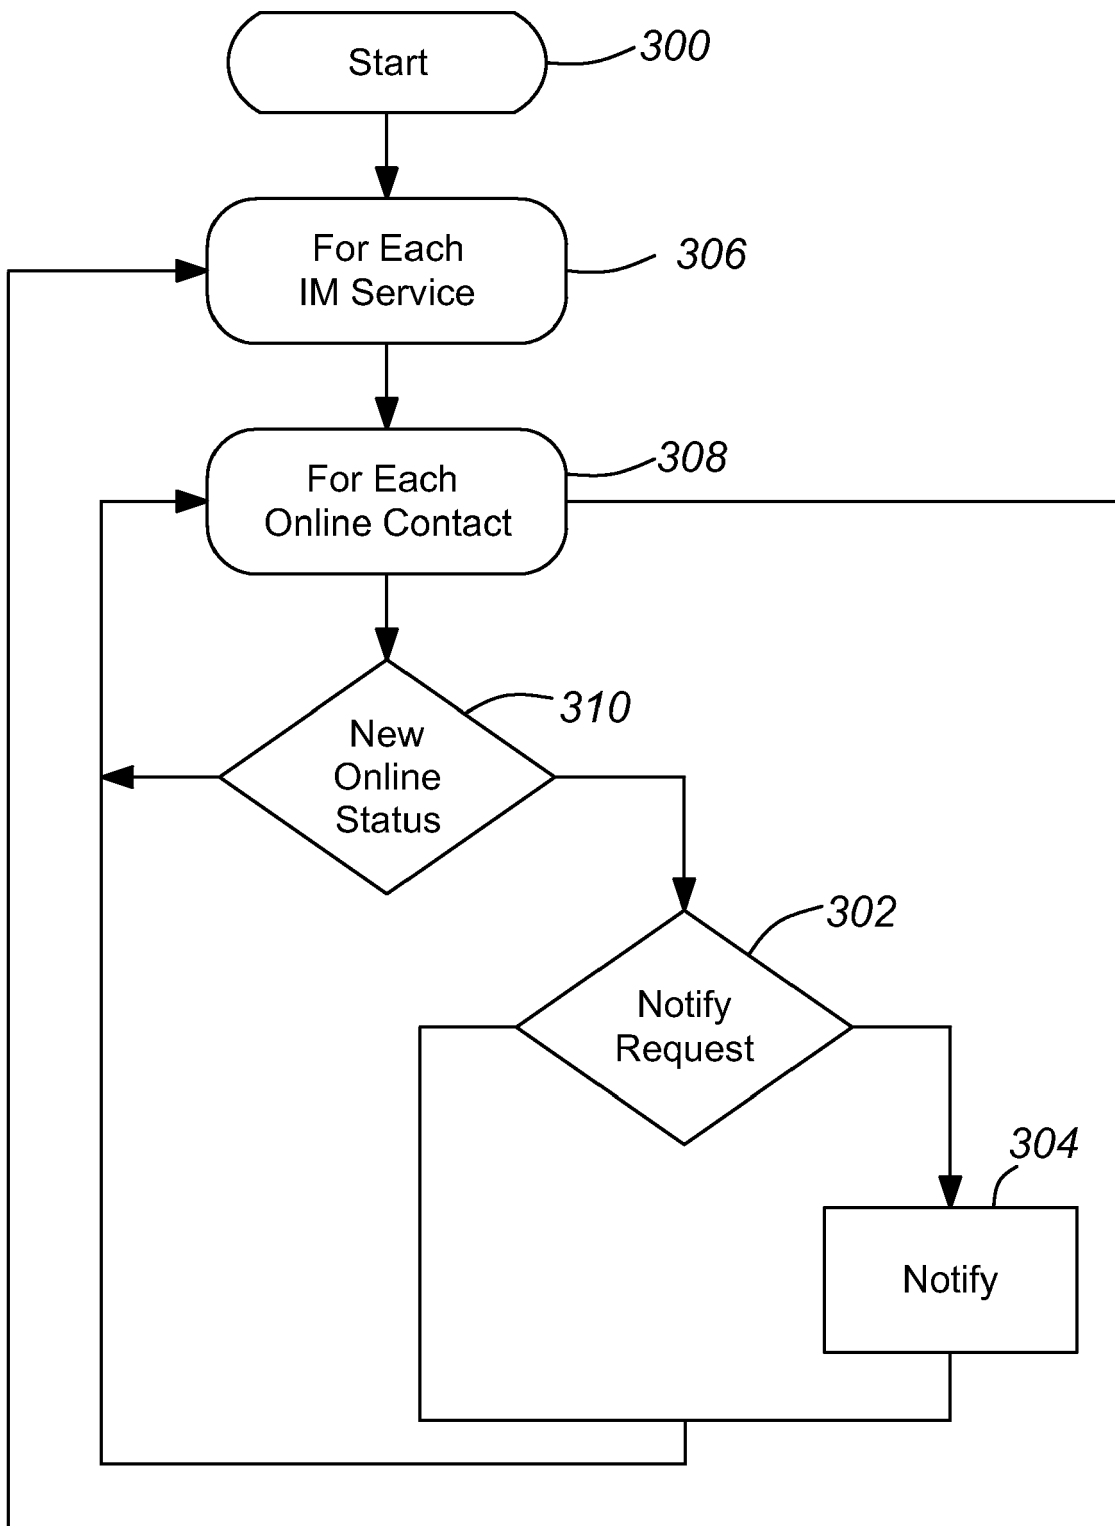 Start
300
For Each
IM Service
306
For Each
Online Contact
308
New
Online
Status
310
Notify
Request
302
Notify
304